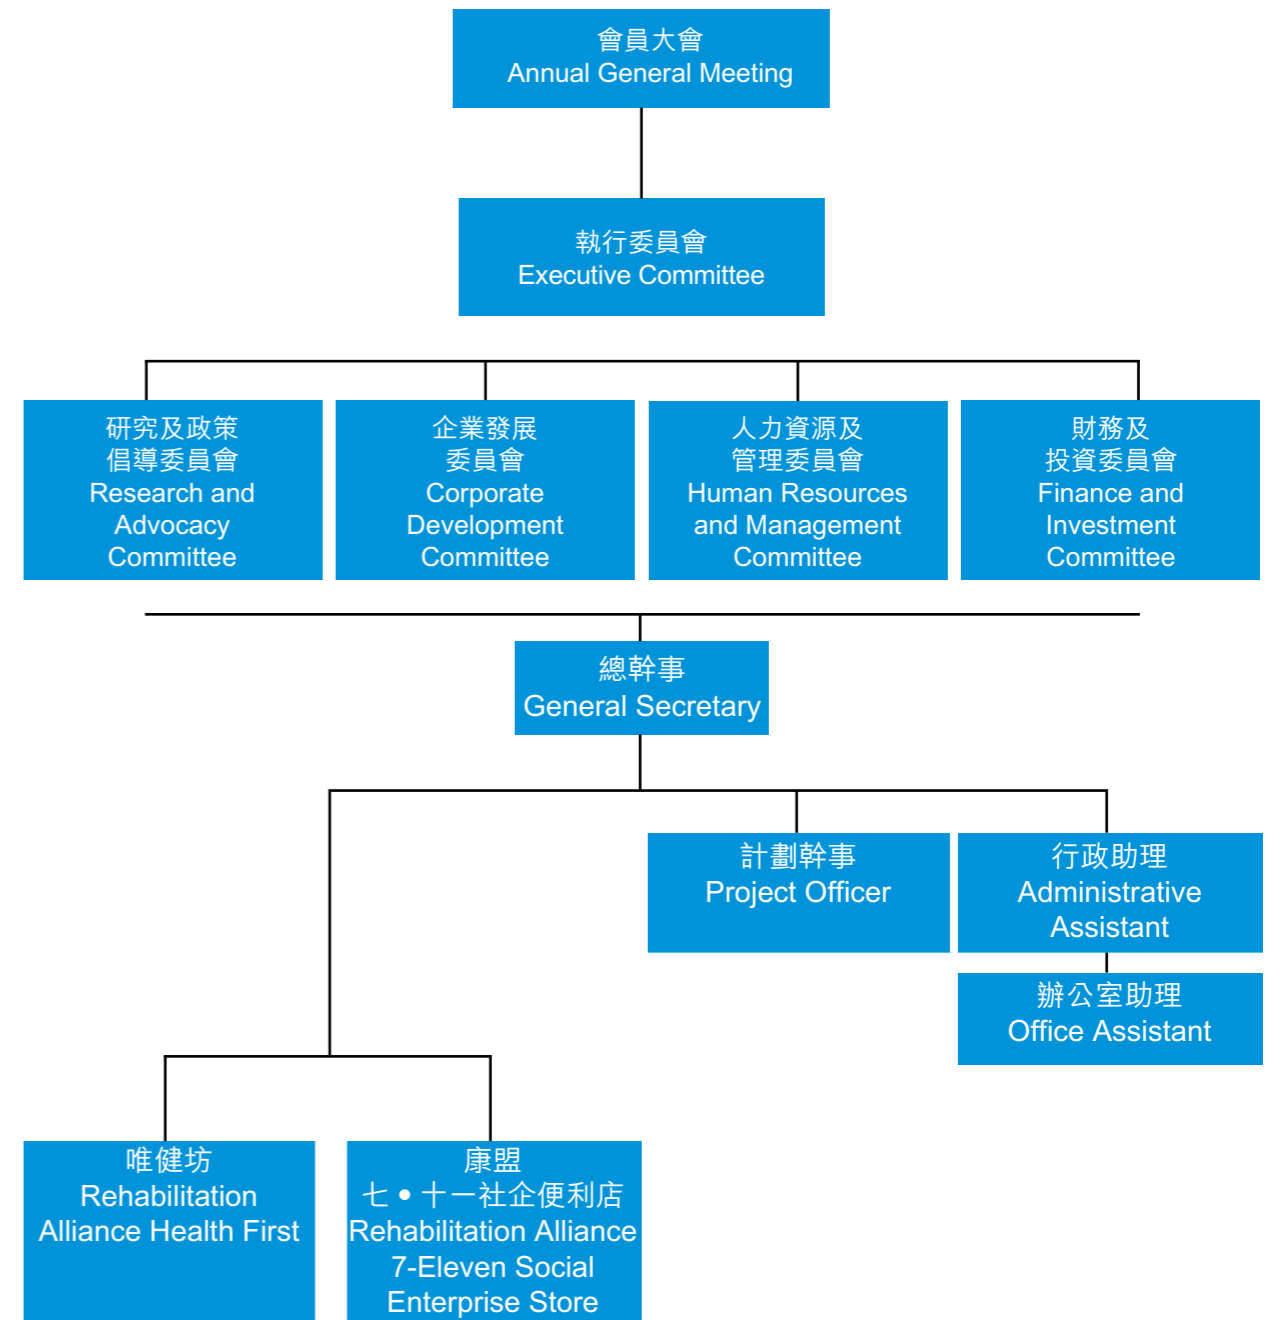 會員大會
Annual General Meeting
執行委員會
Executive Committee
研究及政策
倡導委員會
Research and
Advocacy
Committee
企業發展
委員會
Corporate
Development
Committee
人力資源及
管理委員會
Human Resources
and Management
Committee
財務及
投資委員會
Finance and
Investment
Committee
總幹事
General Secretary
計劃幹事
Project Officer
行政助理
Administrative
Assistant
辦公室助理
Office Assistant
唯健坊
Rehabilitation
Alliance Health First
康盟
七•十一社企便利店
Rehabilitation Alliance
7-Eleven Social
Enterprise Store